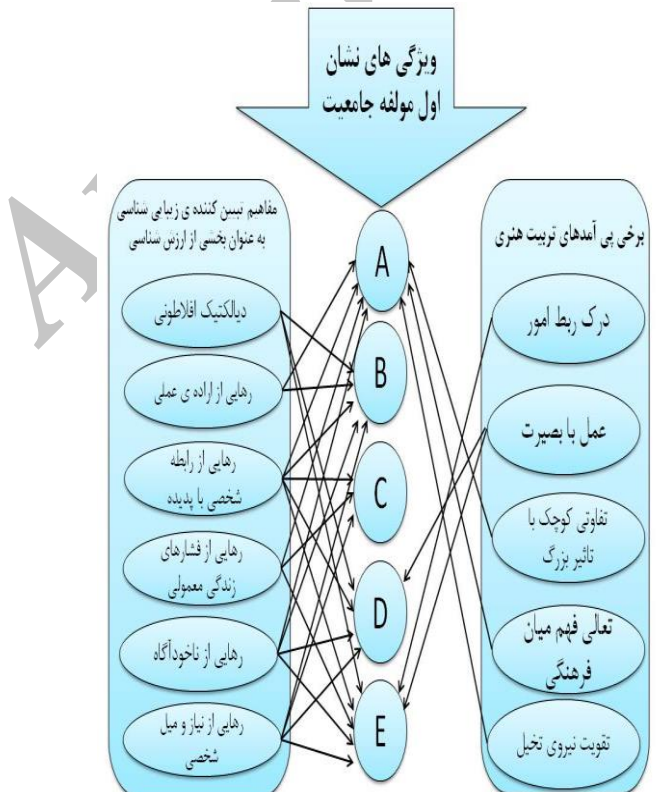 ویژگی های نشان
اول مولفه جامعیت
مفاهیم تبیین کننده ی زیبایی شناسی
به عنوان بخشی از ارزش شناسی
دیالکتیک افلاطونی
رهایی از اراده ی عملی
رهایی از رابطه
شخصی با پدیده
رهایی از فشارهای
زندگی معمولی
رهایی از ناخودآگاه
رهایی از نیاز و میل
شخصی
A
B
C
D
E
برخی پی آمدهای تربیت هنری
درک ربط امور
عمل با بصیرت
تفاوتی کوچک با
تاثیر بزرگ
تعالی فهم میان
فرهنگی
تقویت نیروی تخیل
A